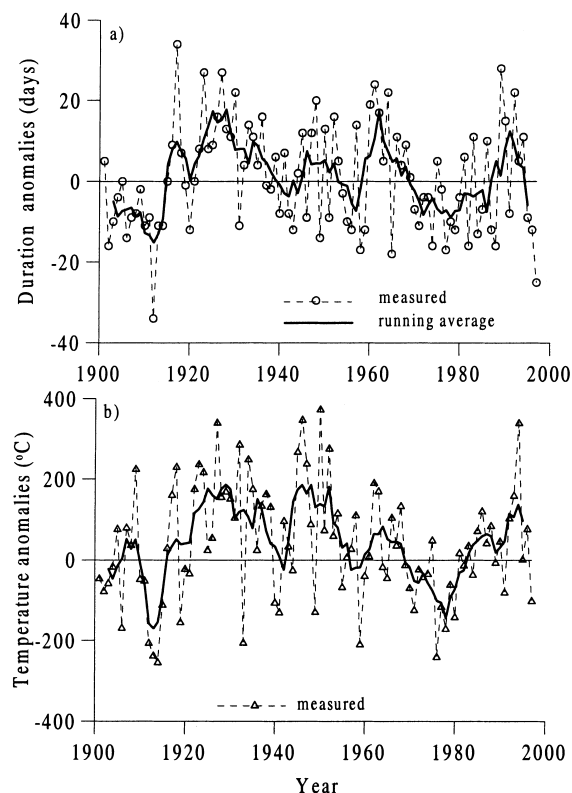 40
a)
20
0
-20
-40
Duration anomalies (days)
measured
running average
1900 1920 1940 1960 1980 2000
400
b)
200
0
-200
-400
Temperature anomalies (ºC)
measured
1900 1920 1940 1960 1980 2000
Year